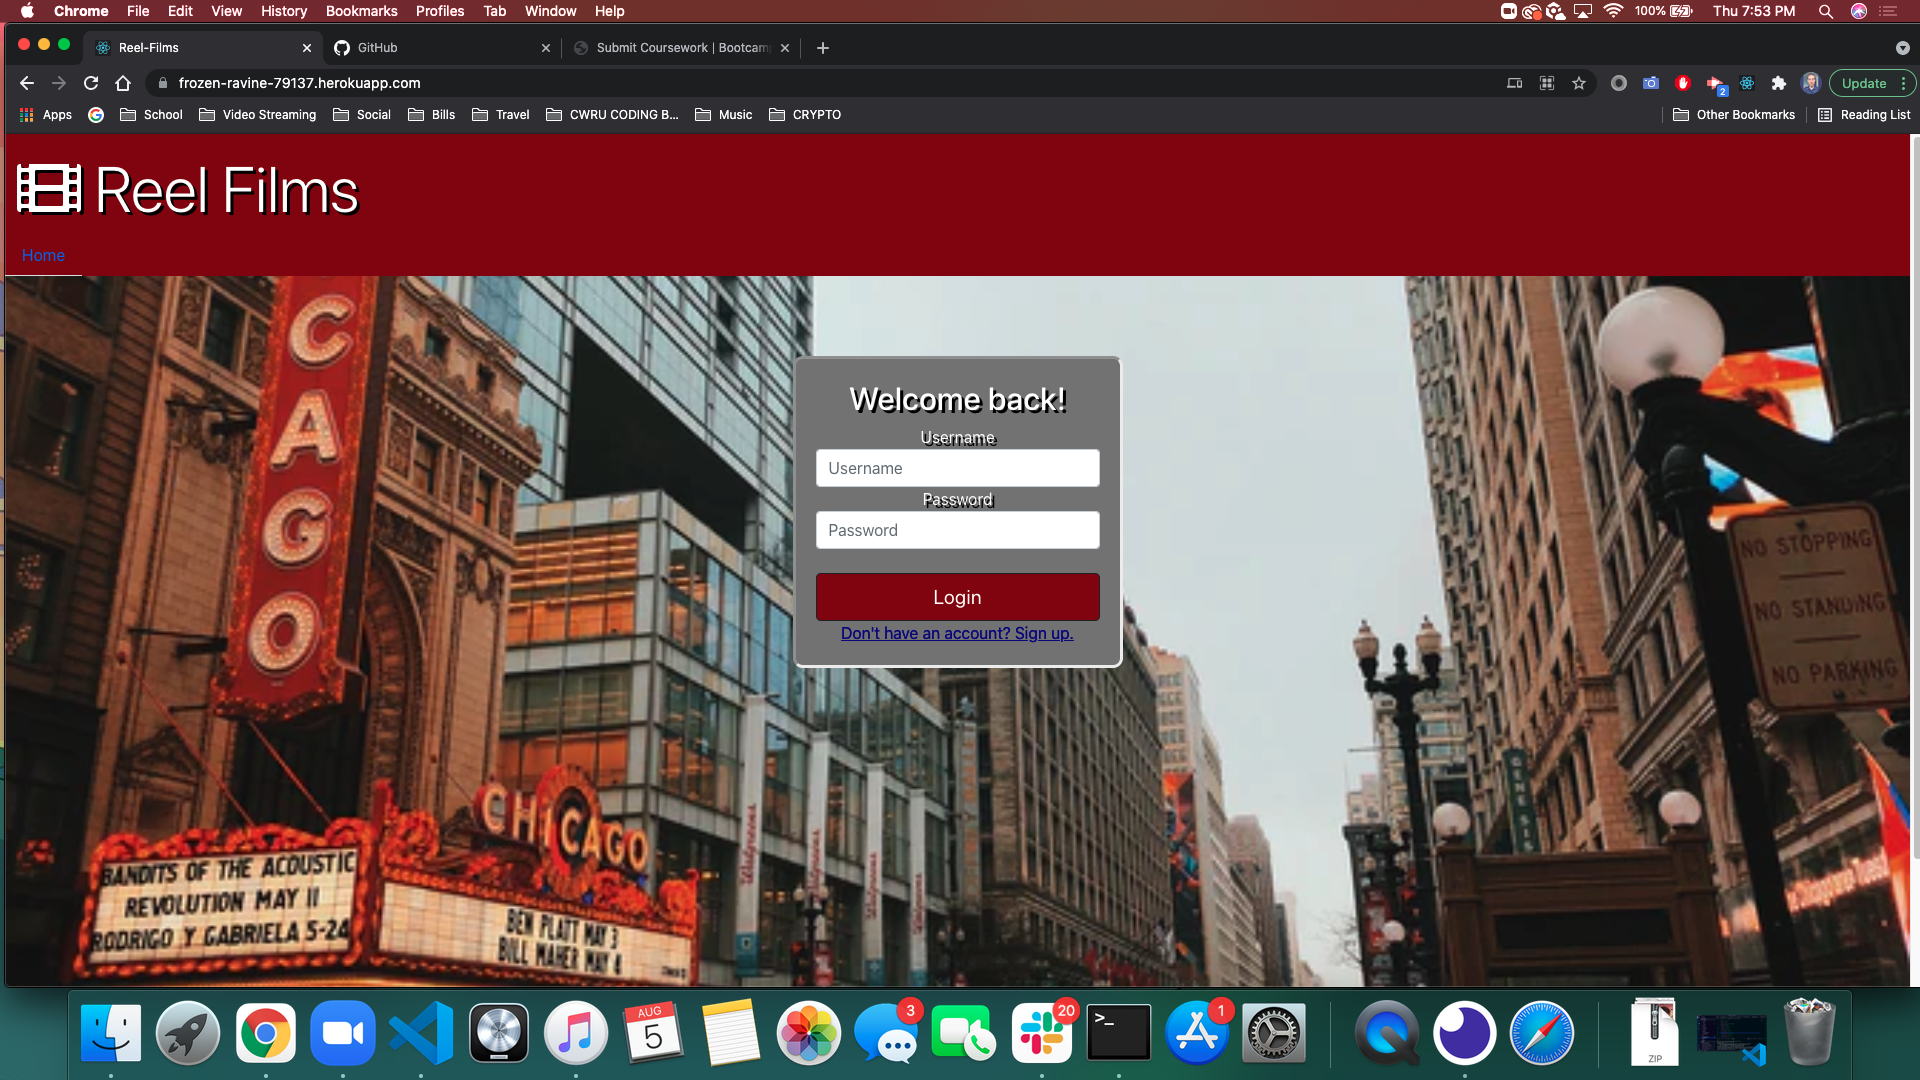 Chrome File Edit View History Bookmarks Profiles Tab Window Help 100% Thu 7:53 PM
Reel-Films GitHub Submit Coursework | Bootcam
frozen-ravine-79137.herokuapp.com 2 Update
Apps School Video Streaming Social Bills Travel CWRU CODING B... Music CRYPTO Other Bookmarks Reading List
Reel Films
Home
Welcome back!
Username
Username
Password
Password
Login
Don't have an account? Sign up.
CAGO
NO STOPPING
NO STANDING
NO PARKING
CHICAGO
BANDITS OF THE ACOUSTIC
REVOLUTION MAY 11
RODRIGO Y GABRIELA 5-24
BEN PLATT MAY 3
BILL MAHER MAY 4
Walgreens
AUG
5
3
20
>_
1
ZIP